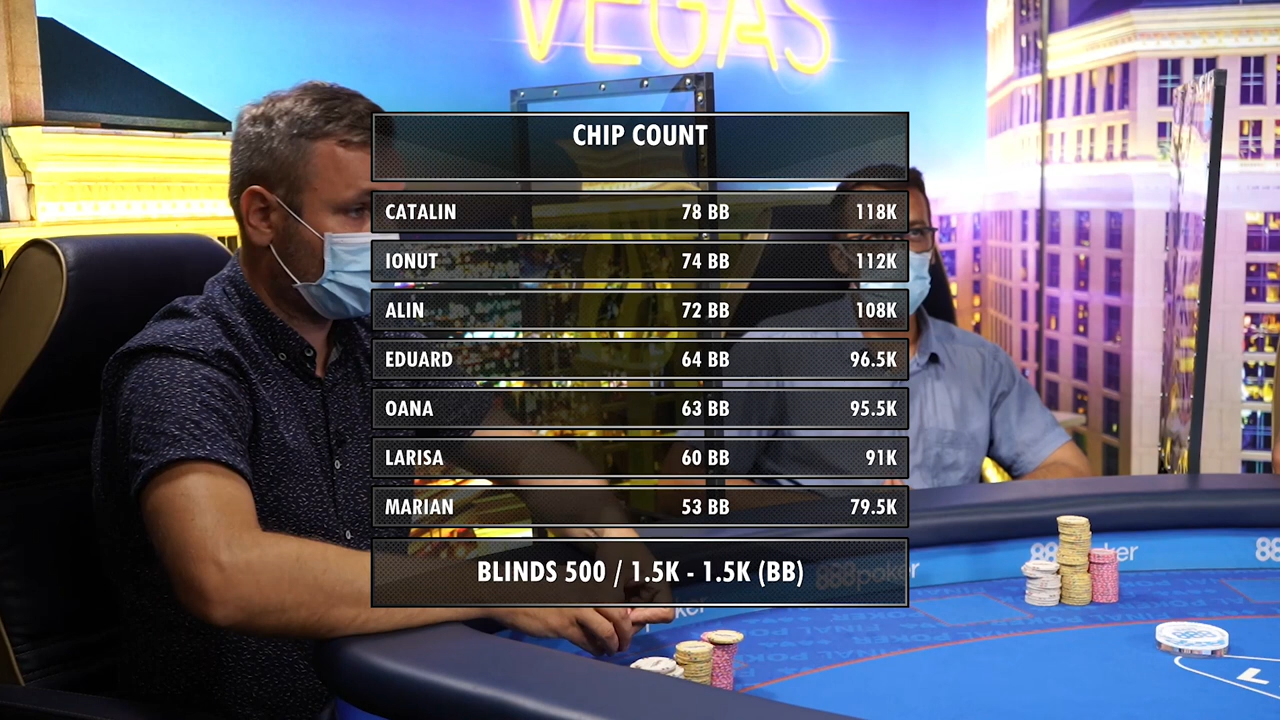 VEGAS
CHIP COUNT
CATALIN 78 BB 118K
IONUT 74 BB 112K
ALIN 72 BB 108K
EDUARD 64 BB 96.5K
OANA 63 BB 95.5K
LARISA 60 BB 91K
MARIAN 53 BB 79.5K
BLINDS 500 / 1.5K - 1.5K (BB)
888poker